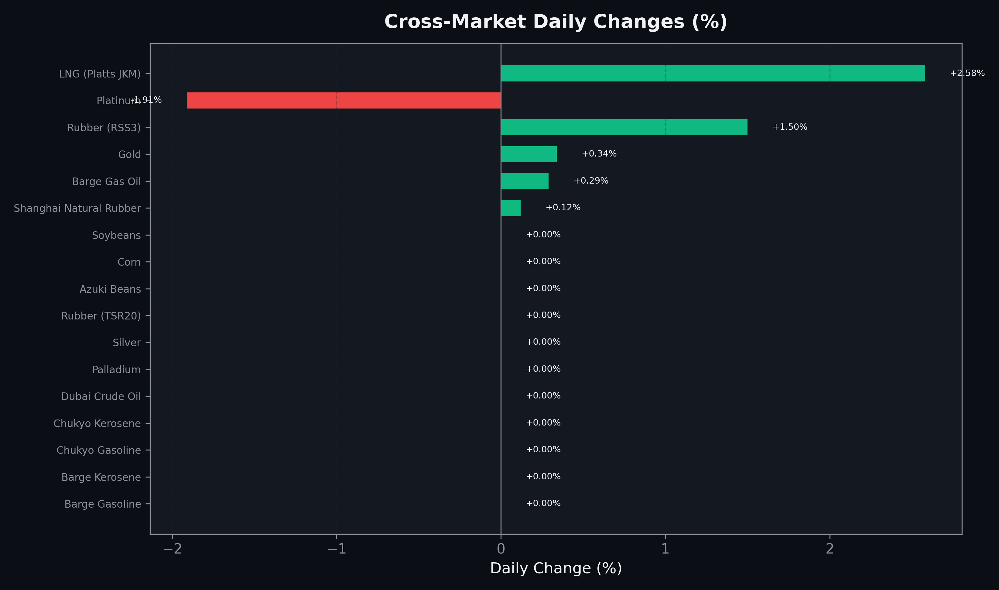 Cross-Market Daily Changes (%)
LNG (Platts JKM) +2.58%
Platinum -1.91%
Rubber (RSS3) +1.50%
Gold +0.34%
Barge Gas Oil +0.29%
Shanghai Natural Rubber +0.12%
Soybeans +0.00%
Corn +0.00%
Azuki Beans +0.00%
Rubber (TSR20) +0.00%
Silver +0.00%
Palladium +0.00%
Dubai Crude Oil +0.00%
Chukyo Kerosene +0.00%
Chukyo Gasoline +0.00%
Barge Kerosene +0.00%
Barge Gasoline +0.00%
−2 −1 0 1 2
Daily Change (%)